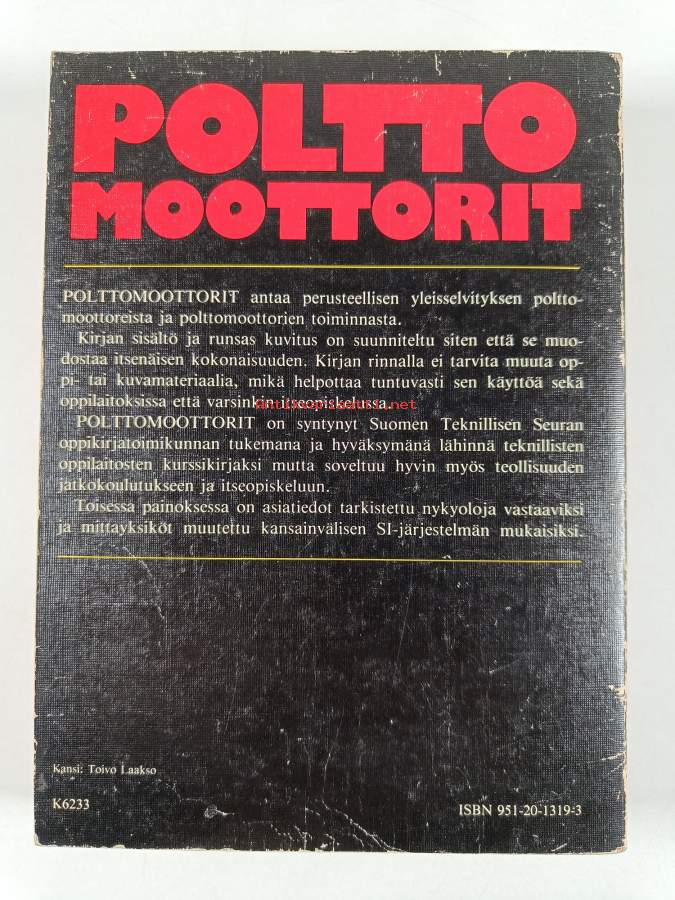 POLTTO
MOOTTORIT
POLTTOMOOTTORIT antaa perusteellisen yleisselvityksen poltto-
moottoreista ja polttomoottorien toiminnasta.
Kirjan sisältö ja runsas kuvitus on suunniteltu siten että se muo-
dostaa itsenäisen kokonaisuuden. Kirjan rinnalla ei tarvita muuta op-
pi- tai kuvamateriaalia, mikä helpottaa tuntuvasti sen käyttöä sekä
oppilaitoksissa että varsinkin itseopiskelussa.
antikvariaatti.net
POLTTOMOOTTORIT on syntynyt Suomen Teknillisen Seuran
oppikirjatoimikunnan tukemana ja hyväksymänä lähinnä teknillisten
oppilaitosten kurssikirjaksi mutta soveltuu hyvin myös teollisuuden
jatkokoulutukseen ja itseopiskeluun.
Toisessa painoksessa on asiatiedot tarkistettu nykyoloja vastaaviksi
ja mittayksiköt muutettu kansainvälisen SI-järjestelmän mukaisiksi.
Kansi: Toivo Laakso
K6233
ISBN 951-20-1319-3